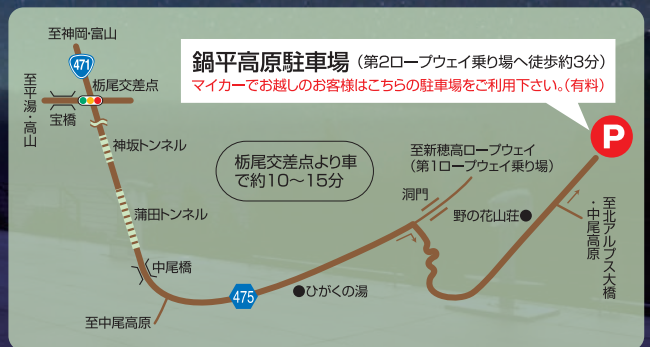 至神岡・富山
471
栃尾交差点
至平湯・高山
宝橋
鍋平高原駐車場（第2ロープウェイ乗り場へ徒歩約3分）
マイカーでお越しのお客様はこちらの駐車場をご利用下さい。（有料）
P
神坂トンネル
栃尾交差点より車
で約10〜15分
至新穂高ロープウェイ
（第1ロープウェイ乗り場）
洞門
野の花山荘
至北アルプス大橋
・中尾高原
蒲田トンネル
中尾橋
475
ひがくの湯
至中尾高原